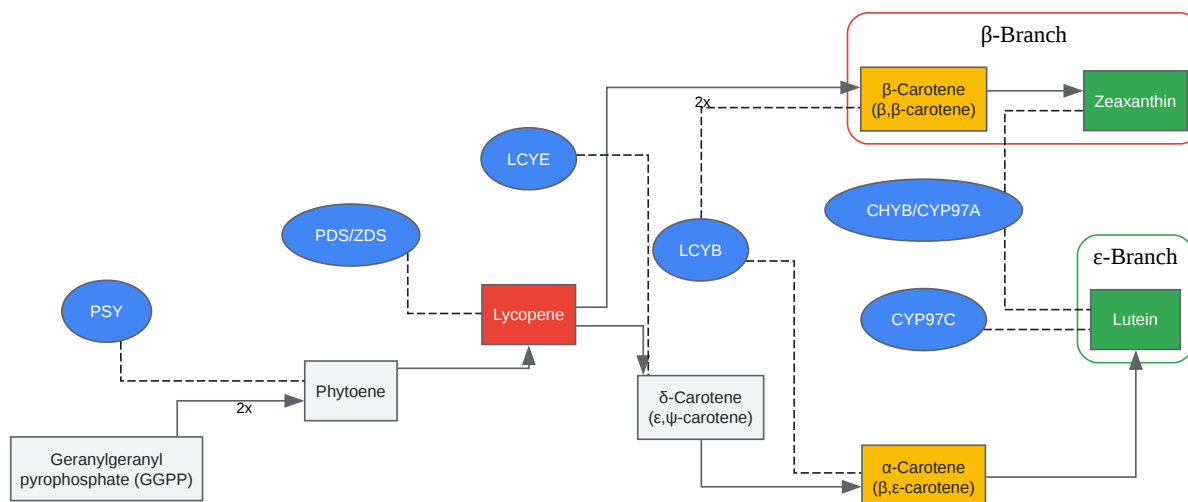 β-Branch
β-Carotene
(β,β-carotene)
Zeaxanthin
2x
LCYE
CHYB/CYP97A
PDS/ZDS
LCYB
ε-Branch
PSY
Lycopene
CYP97C
Lutein
Phytoene
δ-Carotene
(ε,ψ-carotene)
2x
Geranylgeranyl
pyrophosphate (GGPP)
α-Carotene
(β,ε-carotene)